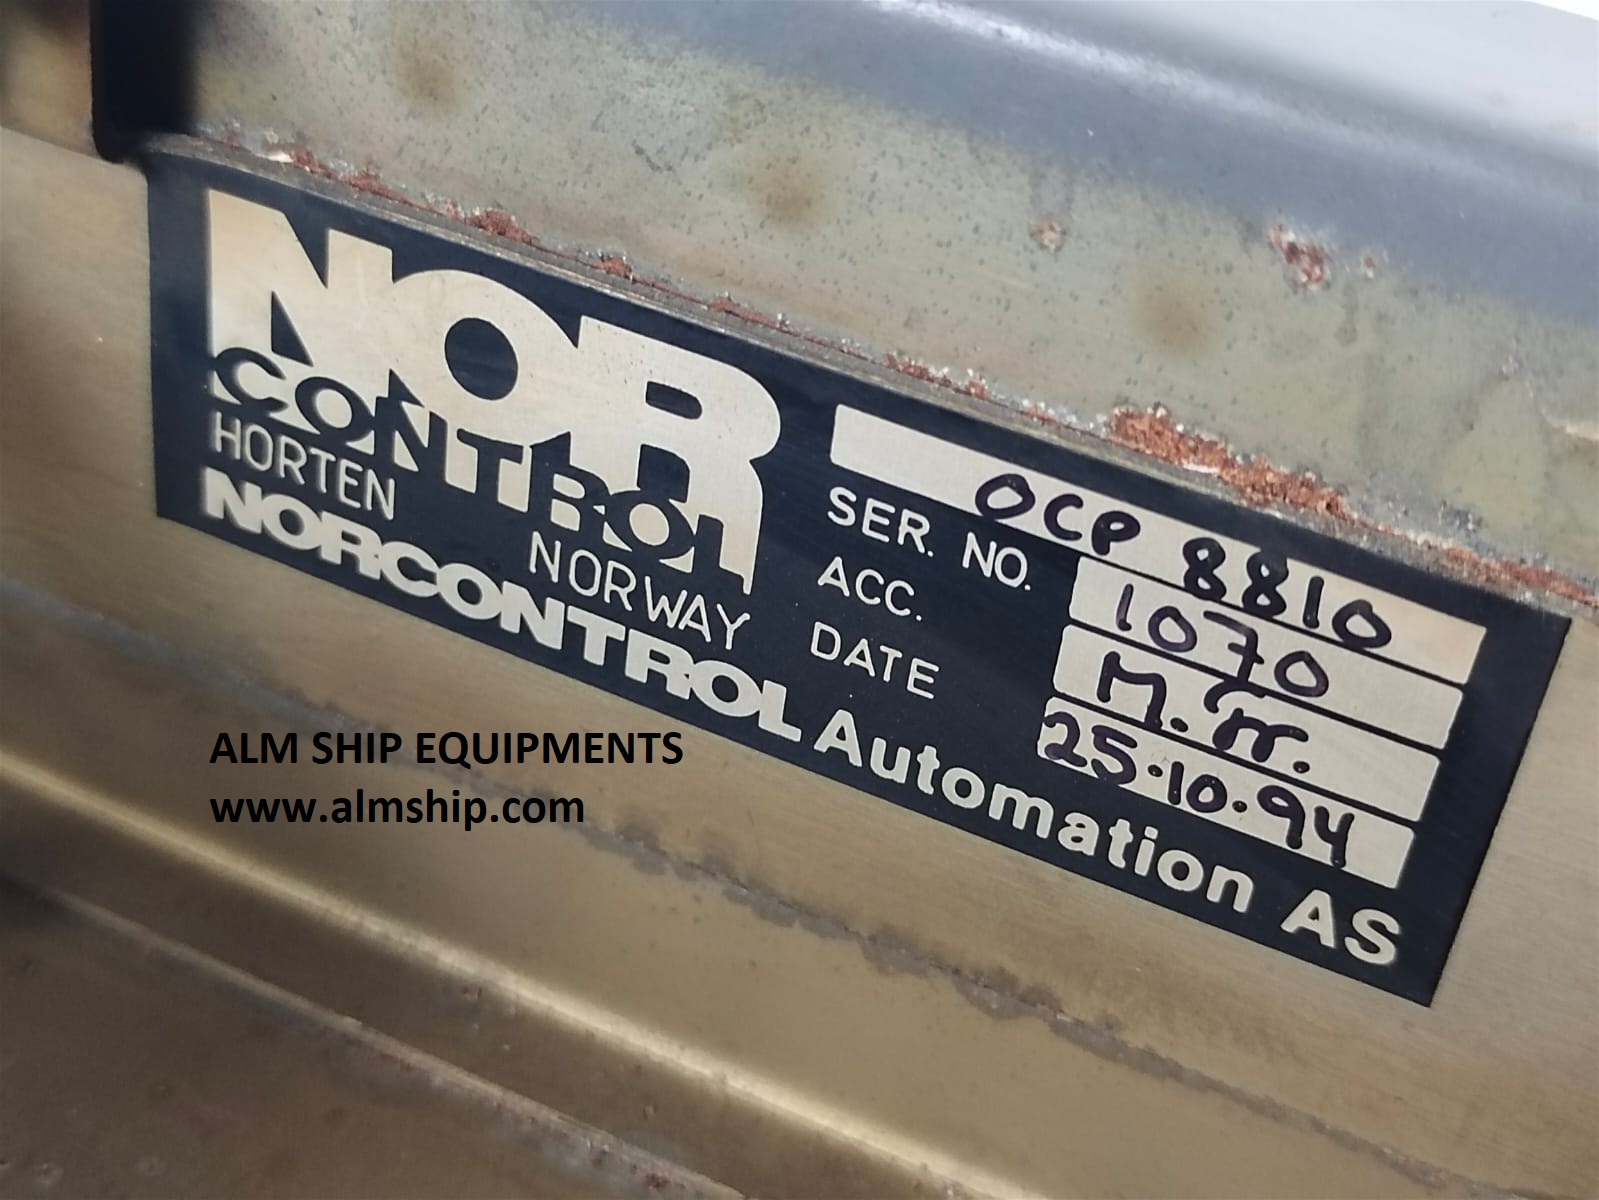 NOR
CONTROL
HORTEN
NORWAY
NORCONTROL Automation AS
OCP 8810
SER. NO. 1070
ACC.
DATE 25.10.94
ALM SHIP EQUIPMENTS
www.almship.com